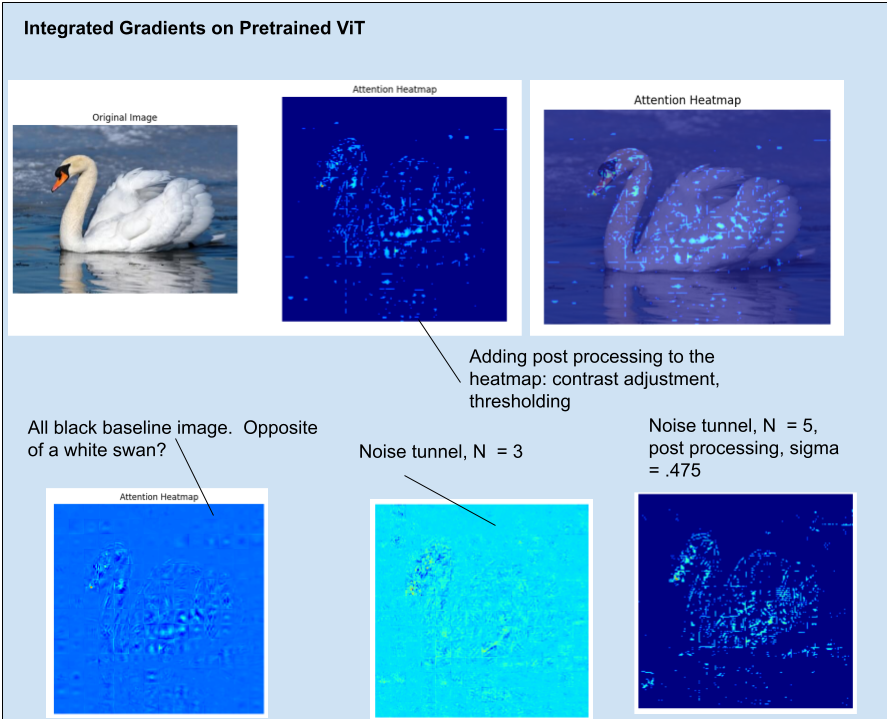 Integrated Gradients on Pretrained ViT
Original Image
Attention Heatmap
Attention Heatmap
Adding post processing to the
heatmap: contrast adjustment,
thresholding
All black baseline image.  Opposite
of a white swan?
Noise tunnel, N  = 3
Noise tunnel, N  = 5,
post processing, sigma
= .475
Attention Heatmap